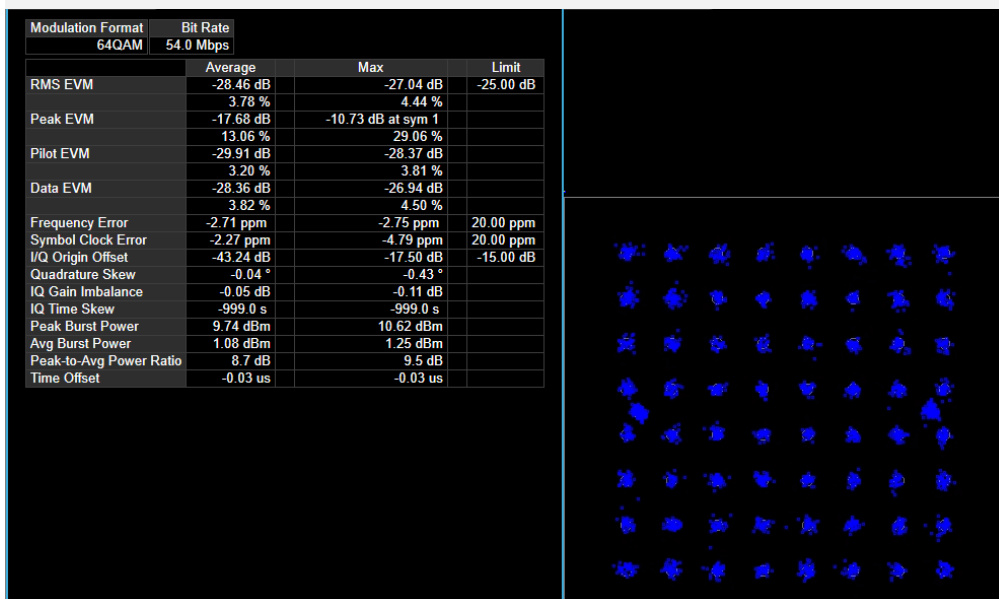 Modulation Format Bit Rate
64QAM 54.0 Mbps
Average Max Limit
RMS EVM -28.46 dB -27.04 dB -25.00 dB
3.78 % 4.44 %
Peak EVM -17.68 dB -10.73 dB at sym 1
13.06 % 29.06 %
Pilot EVM -29.91 dB -28.37 dB
3.20 % 3.81 %
Data EVM -28.36 dB -26.94 dB
3.82 % 4.50 %
Frequency Error -2.71 ppm -2.75 ppm 20.00 ppm
Symbol Clock Error -2.27 ppm -4.79 ppm 20.00 ppm
I/Q Origin Offset -43.24 dB -17.50 dB -15.00 dB
Quadrature Skew -0.04 ° -0.43 °
IQ Gain Imbalance -0.05 dB -0.11 dB
IQ Time Skew -999.0 s -999.0 s
Peak Burst Power 9.74 dBm 10.62 dBm
Avg Burst Power 1.08 dBm 1.25 dBm
Peak-to-Avg Power Ratio 8.7 dB 9.5 dB
Time Offset -0.03 us -0.03 us